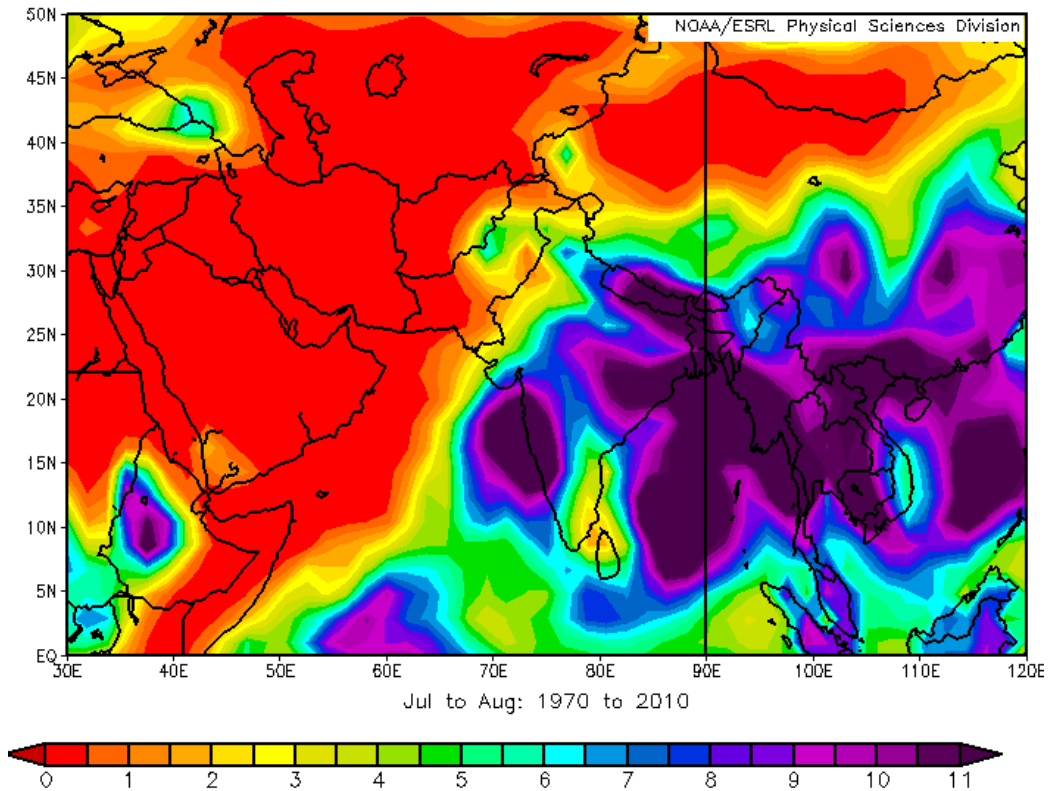 NOAA/ESRL Physical Sciences Division
50N
45N
40N
35N
30N
25N
20N
15N
10N
5N
EQ
30E 40E 50E 60E 70E 80E 90E 100E 110E 120E
Jul to Aug: 1970 to 2010
0 1 2 3 4 5 6 7 8 9 10 11